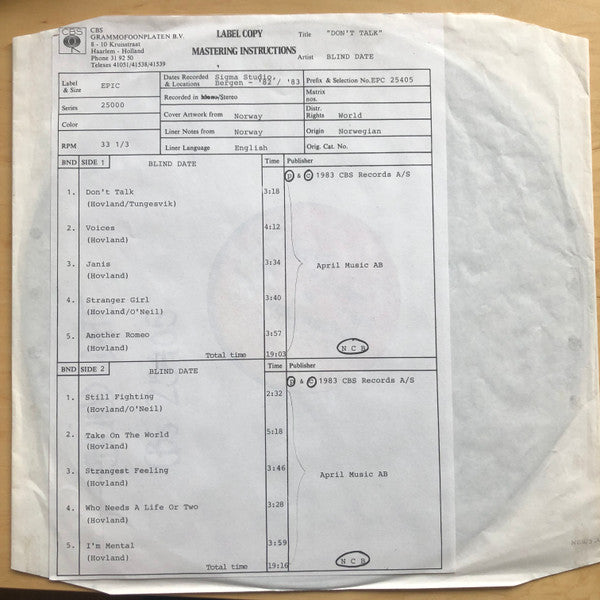 CBS
CBS
GRAMMOFOONPLATEN B.V.
8 - 10 Kruisstraat
Haarlem - Holland
Phone 31 92 50
Telexes 41051/41538/41539
LABEL COPY
MASTERING INSTRUCTIONS
Title "DON'T TALK"
Artist BLIND DATE
Label & Size EPIC
Series 25000
Color
RPM 33 1/3
Dates Recorded & Locations Sigma Studio, Bergen - '82 / '83
Recorded in Mono/Stereo
Cover Artwork from Norway
Liner Notes from Norway
Liner Language English
Prefix & Selection No. EPC 25405
Matrix nos.
Distr. Rights World
Origin Norwegian
Orig. Cat. No.
BND SIDE 1 BLIND DATE Time Publisher
P & C 1983 CBS Records A/S
1. Don't Talk 3:18
(Hovland/Tungesvik)
2. Voices 4:12
(Hovland)
3. Janis 3:34
(Hovland)
April Music AB
4. Stranger Girl 3:40
(Hovland/O'Neil)
5. Another Romeo 3:57
(Hovland)
NCB
Total time 19:03
BND SIDE 2 BLIND DATE Time Publisher
P & C 1983 CBS Records A/S
1. Still Fighting 2:32
(Hovland/O'Neil)
2. Take On The World 5:18
(Hovland)
3. Strangest Feeling 3:46
(Hovland)
April Music AB
4. Who Needs A Life Or Two 3:28
(Hovland)
5. I'm Mental 3:59
(Hovland)
NCB
Total time 19:16